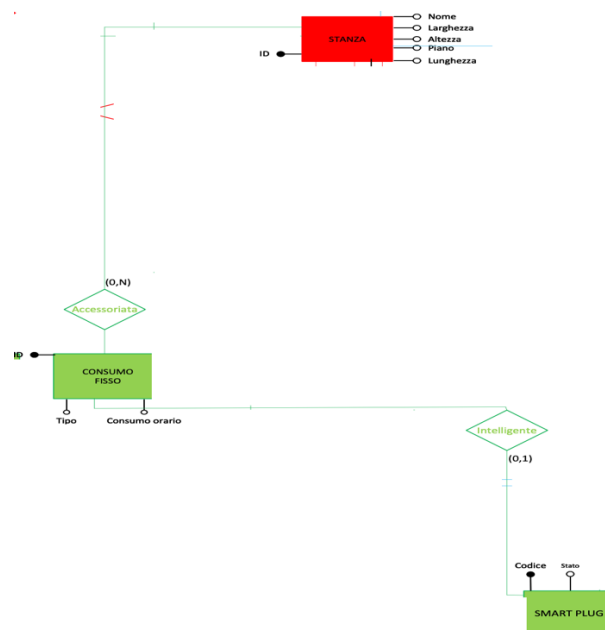 Nome
Larghezza
STANZA
Altezza
Piano
ID
Lunghezza
(0,N)
Accessoriata
ID
CONSUMO
FISSO
Tipo
Consumo orario
Intelligente
(0,1)
Codice
Stato
SMART PLUG